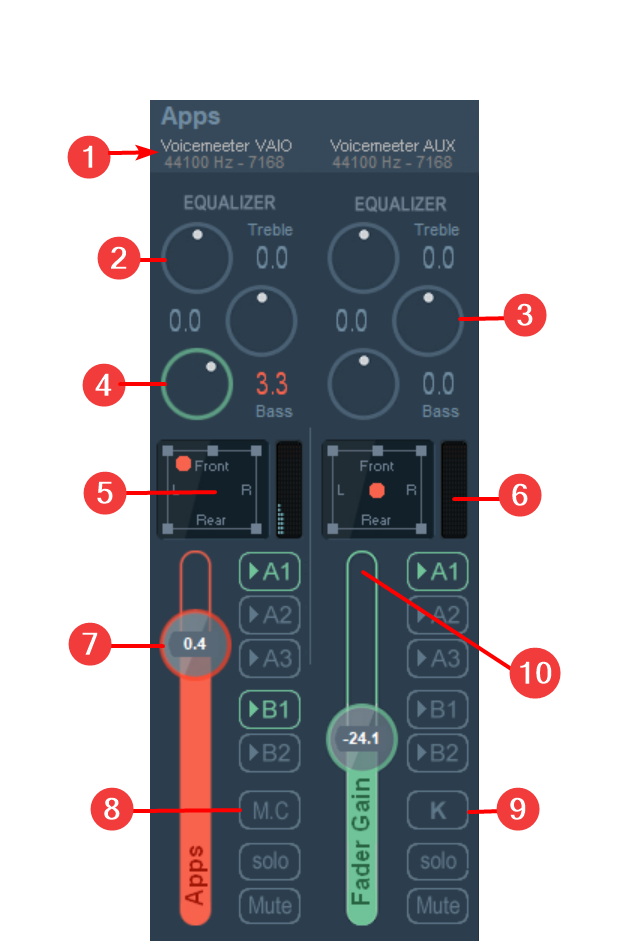 Apps
1
Voicemeeter VAIO
44100 Hz - 7168
Voicemeeter AUX
44100 Hz - 7168
EQUALIZER
EQUALIZER
2
Treble
0.0
Treble
0.0
0.0
0.0
3
4
3.3
Bass
0.0
Bass
5
Front
L
R
Rear
Front
L
R
Rear
6
▶A1
▶A2
▶A3
▶B1
▶B2
▶A1
▶A2
▶A3
▶B1
▶B2
7
0.4
10
-24.1
8
M.C
K
9
Apps
Fader Gain
solo
Mute
solo
Mute